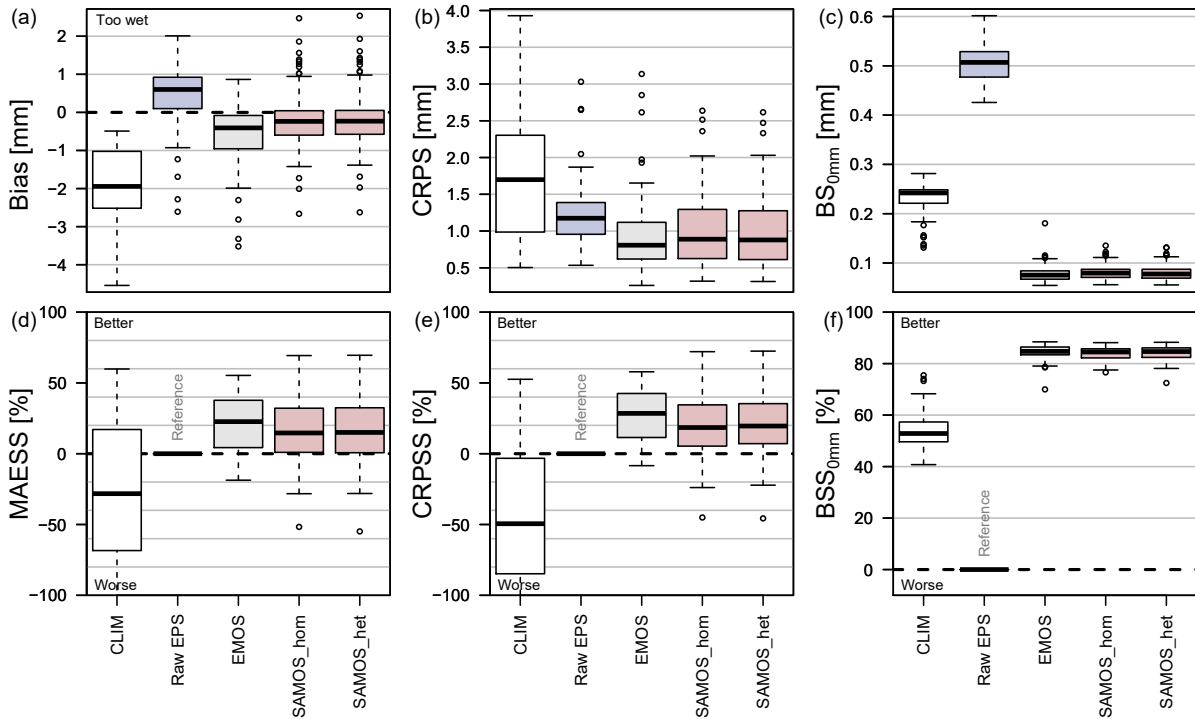 (a)
Too wet
Bias [mm]
2
1
0
−1
−2
−3
−4
(b)
CRPS [mm]
4.0
3.5
3.0
2.5
2.0
1.5
1.0
0.5
(c)
BS0mm [mm]
0.6
0.5
0.4
0.3
0.2
0.1
(d)
Better
MAESS [%]
100
50
0
−50
−100
Reference
Worse
CLIM
Raw EPS
EMOS
SAMOS_hom
SAMOS_het
(e)
Better
CRPSS [%]
100
50
0
−50
−100
Reference
Worse
CLIM
Raw EPS
EMOS
SAMOS_hom
SAMOS_het
(f)
Better
BSS0mm [%]
100
80
60
40
20
0
Reference
Worse
CLIM
Raw EPS
EMOS
SAMOS_hom
SAMOS_het